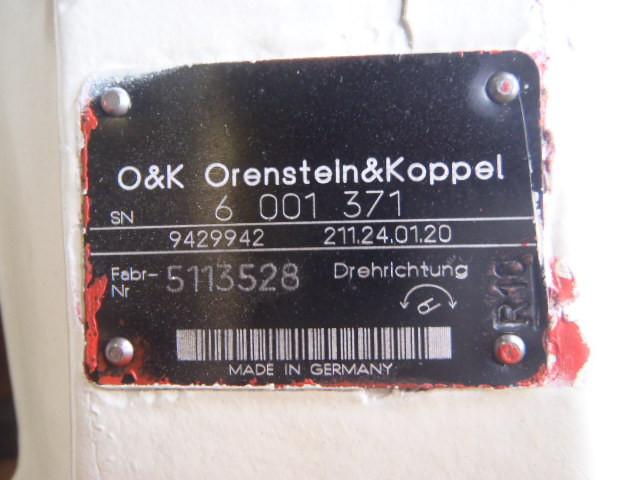 O&K Orenstein&Koppel
SN 6 001 371
9429942 211.24.01.20
Fabr-Nr 5113528 Drehrichtung
R10
MADE IN GERMANY